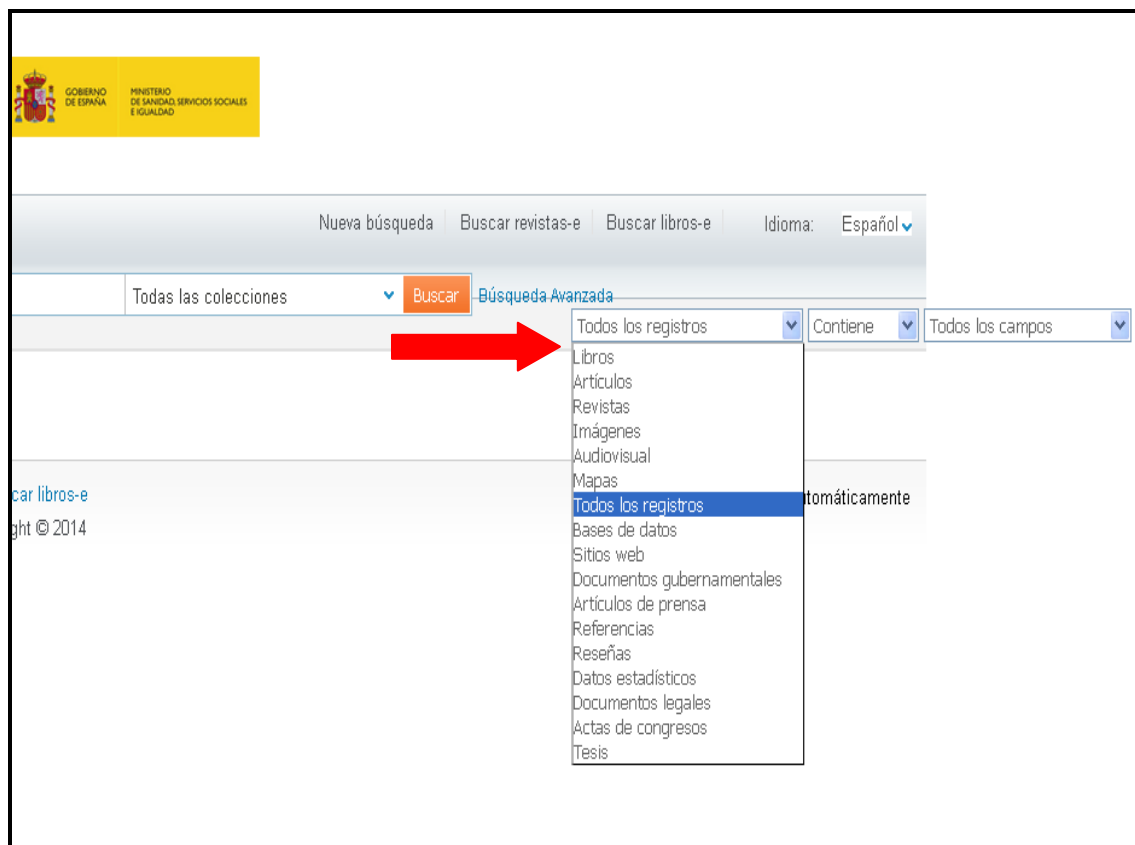 GOBIERNO
DE ESPAÑA
MINISTERIO
DE SANIDAD, SERVICIOS SOCIALES
E IGUALDAD
Nueva búsqueda Buscar revistas-e Buscar libros-e Idioma: Español
Todas las colecciones Buscar Búsqueda Avanzada
Todos los registros Contiene Todos los campos
Libros
Artículos
Revistas
Imágenes
Audiovisual
Mapas
Todos los registros
Bases de datos
Sitios web
Documentos gubernamentales
Artículos de prensa
Referencias
Reseñas
Datos estadísticos
Documentos legales
Actas de congresos
Tesis
car libros-e
tomáticamente
ght © 2014